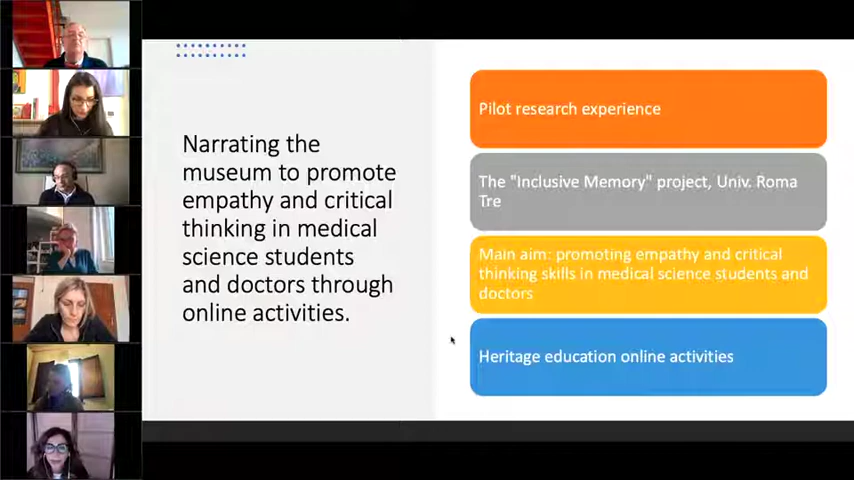 Narrating the
museum to promote
empathy and critical
thinking in medical
science students
and doctors through
online activities.
Pilot research experience
The "Inclusive Memory" project, Univ. Roma
Tre
Main aim: promoting empathy and critical
thinking skills in medical science students and
doctors
Heritage education online activities